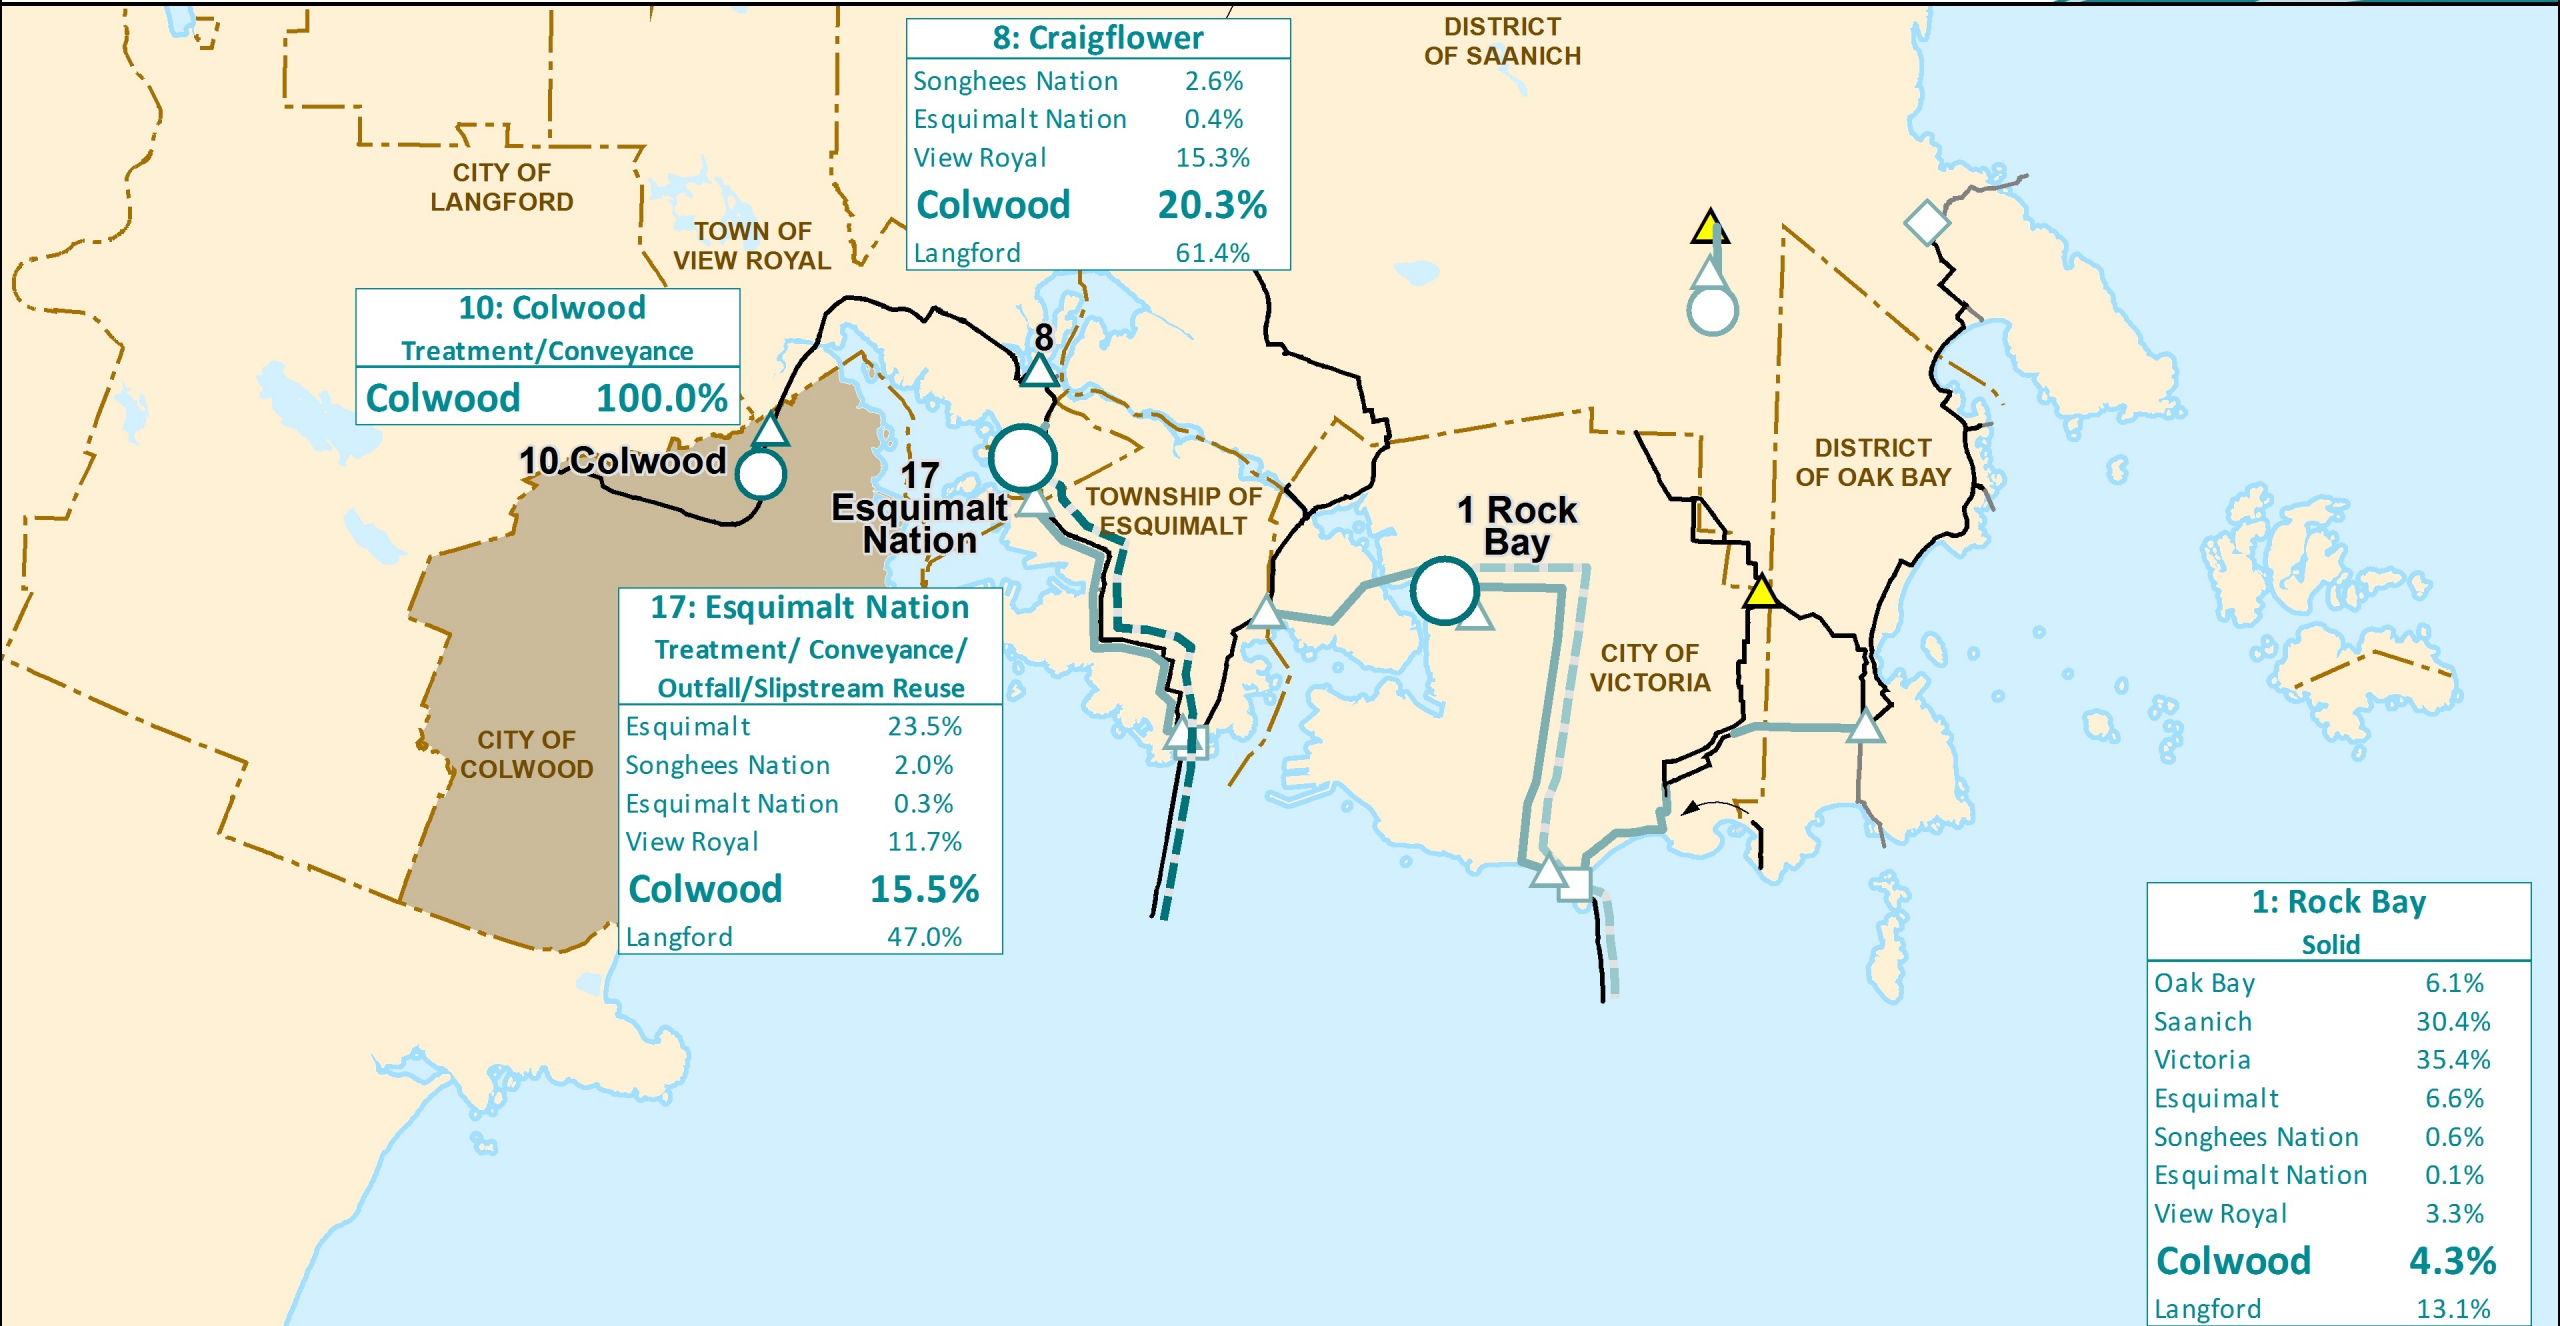 DISTRICT
OF SAANICH
8: Craigflower
Songhees Nation 2.6%
Esquimalt Nation 0.4%
View Royal 15.3%
Colwood 20.3%
Langford 61.4%
CITY OF
LANGFORD
TOWN OF
VIEW ROYAL
10: Colwood
Treatment/Conveyance
Colwood 100.0%
8
10 Colwood
17
Esquimalt
Nation
TOWNSHIP OF
ESQUIMALT
1 Rock
Bay
DISTRICT
OF OAK BAY
17: Esquimalt Nation
Treatment/ Conveyance/
Outfall/Slipstream Reuse
Esquimalt 23.5%
Songhees Nation 2.0%
Esquimalt Nation 0.3%
View Royal 11.7%
Colwood 15.5%
Langford 47.0%
CITY OF
VICTORIA
CITY OF
COLWOOD
1: Rock Bay
Solid
Oak Bay 6.1%
Saanich 30.4%
Victoria 35.4%
Esquimalt 6.6%
Songhees Nation 0.6%
Esquimalt Nation 0.1%
View Royal 3.3%
Colwood 4.3%
Langford 13.1%